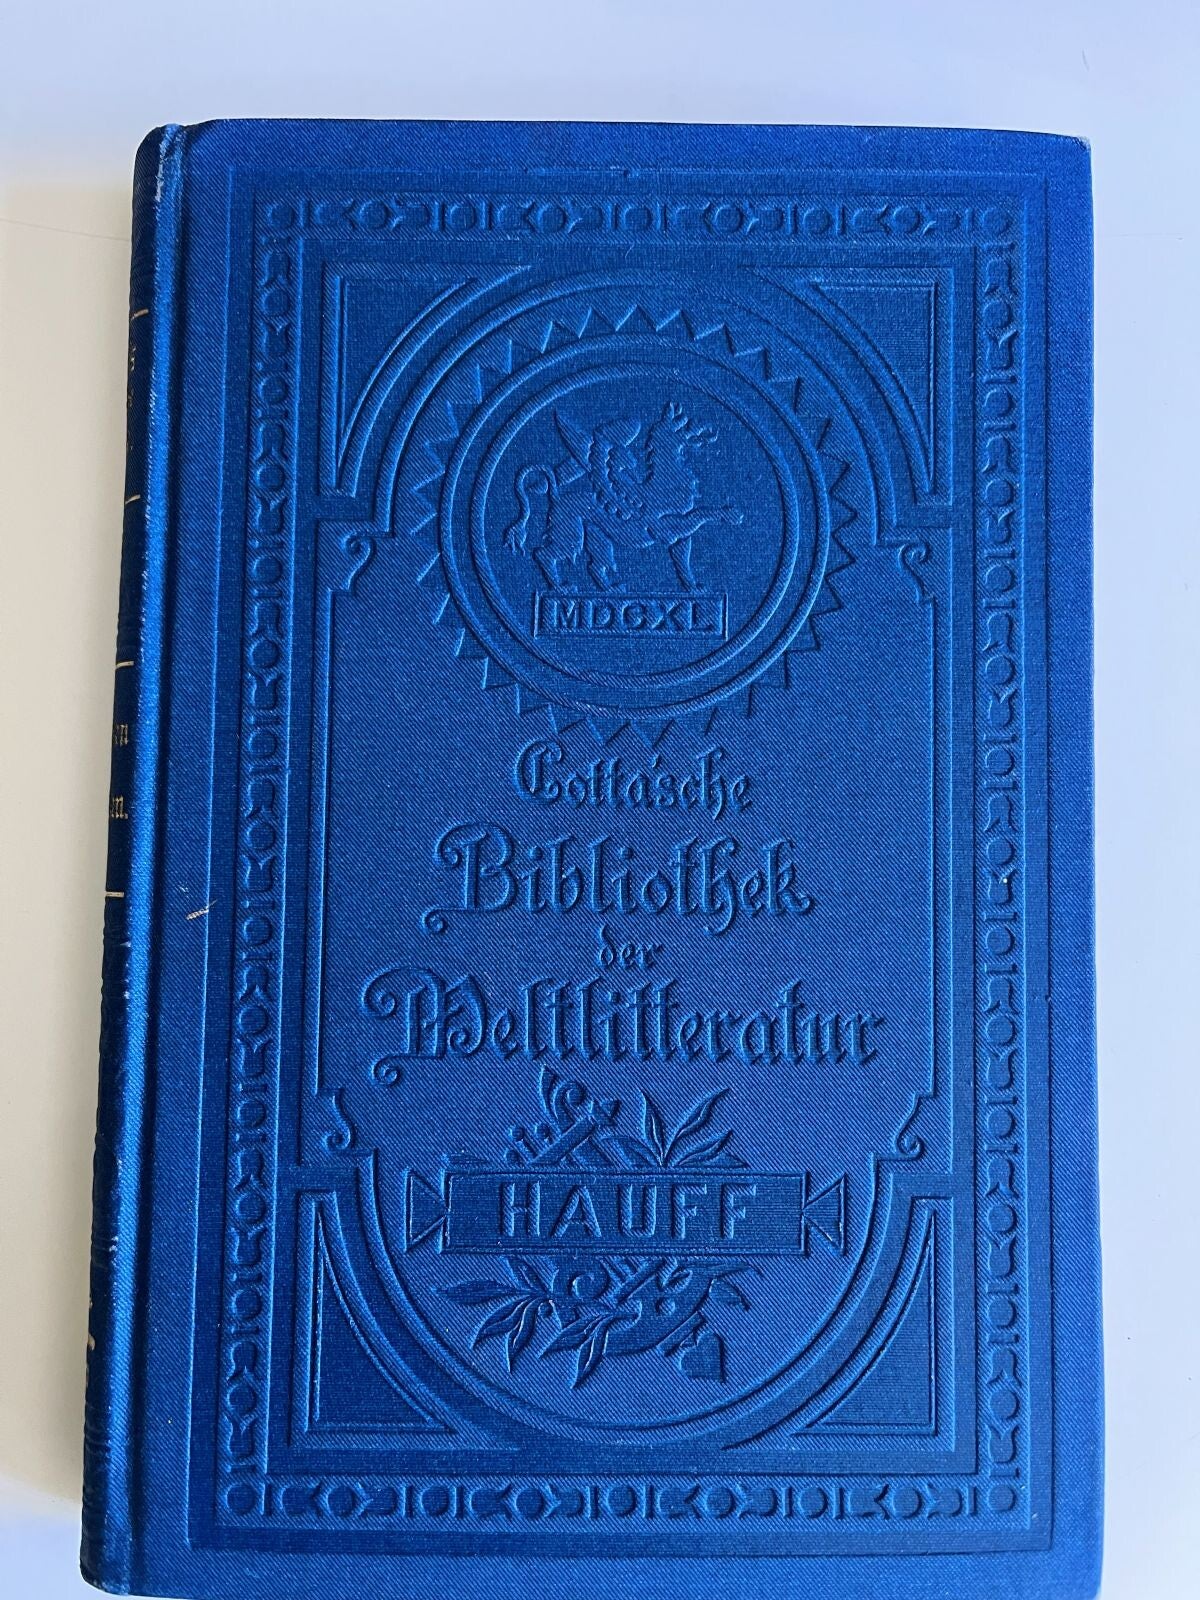 MDCXL
Cotta'sche
Bibliothek
der
Weltlitteratur
HAUFF